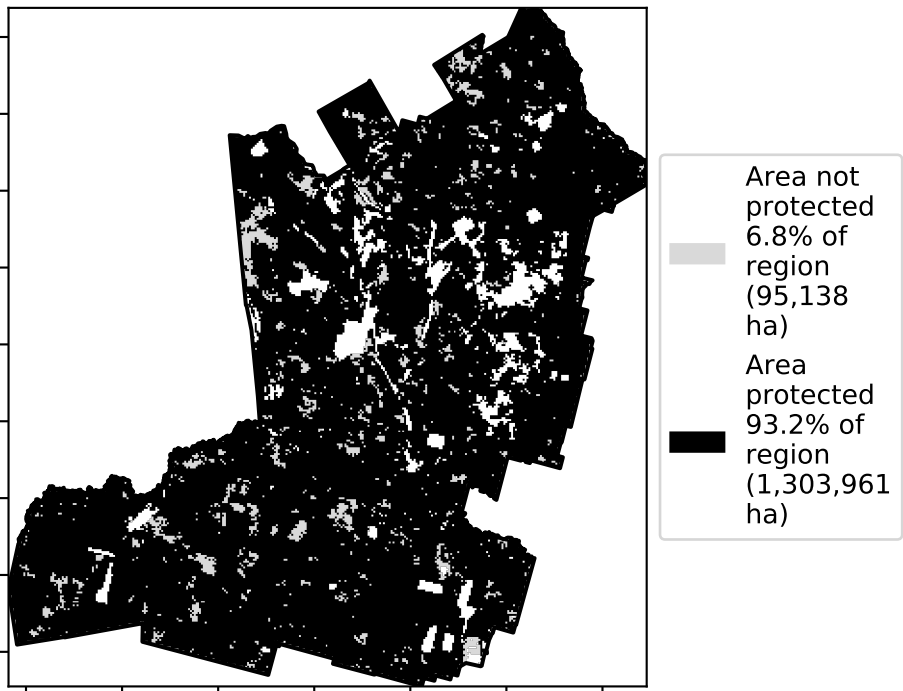 Area not
protected
6.8% of
region
(95,138
ha)
Area
protected
93.2% of
region
(1,303,961
ha)